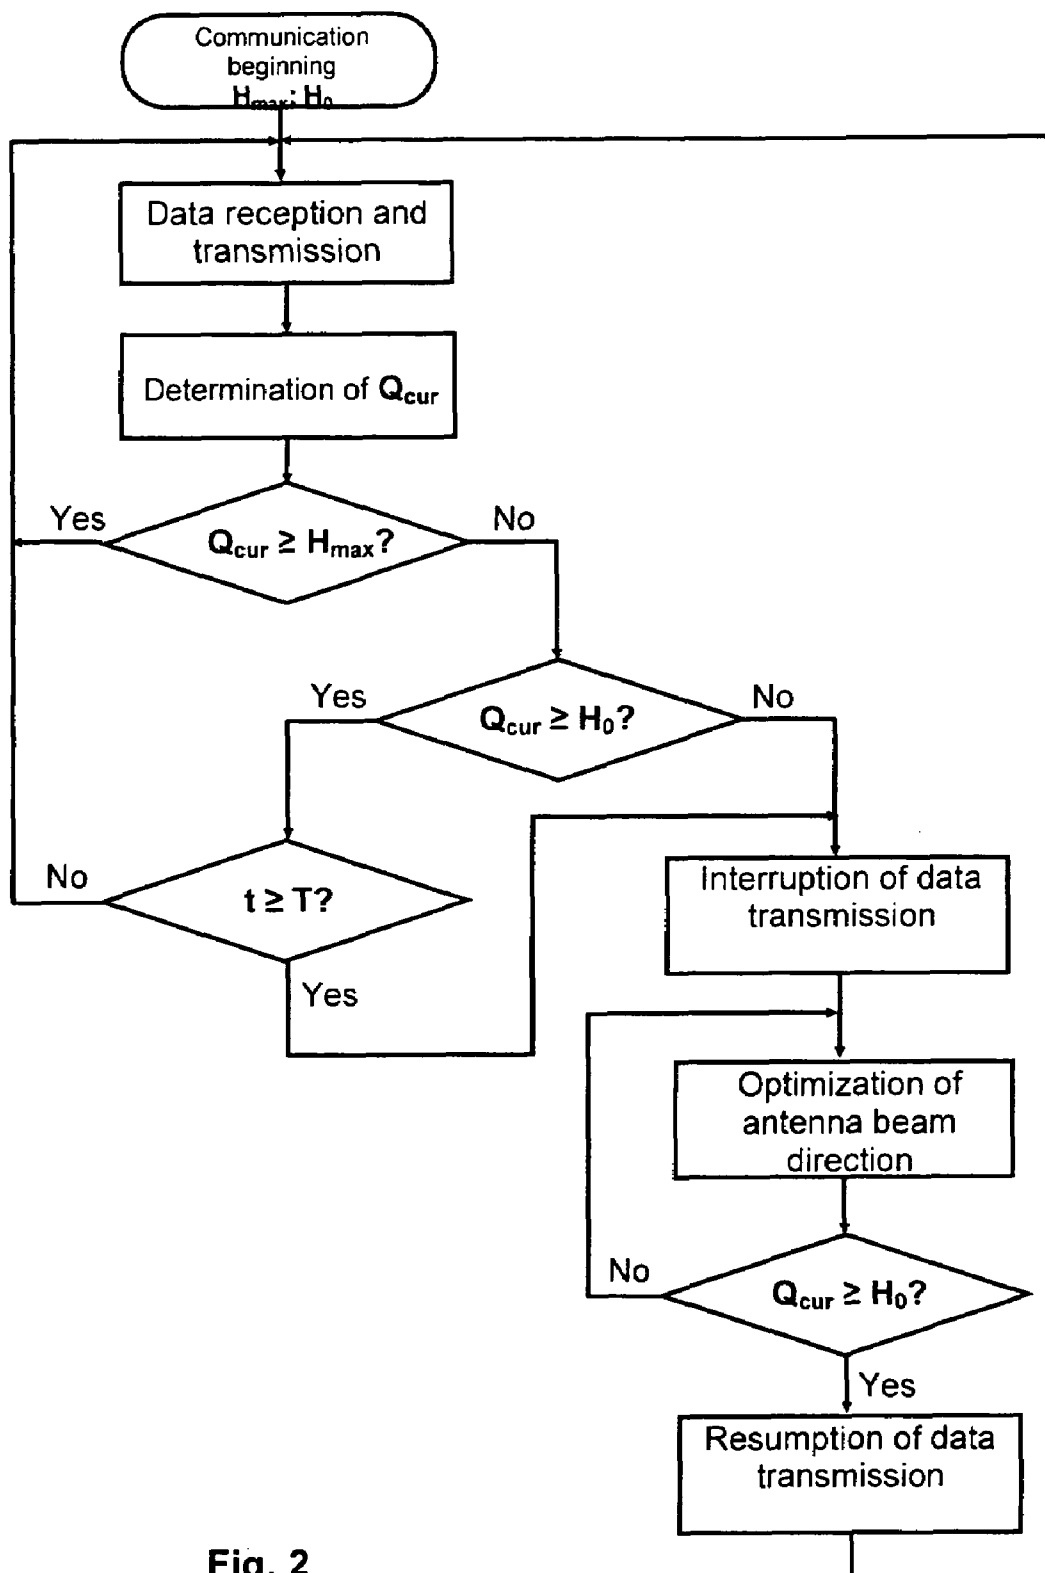 Communication
beginning
Hmax; H0
Data reception and
transmission
Determination of Qcur
Yes
Qcur ≥ Hmax?
No
Yes
Qcur ≥ H0?
No
No
t ≥ T?
Yes
Interruption of data
transmission
Optimization of
antenna beam
direction
No
Qcur ≥ H0?
Yes
Resumption of data
transmission
Fig. 2